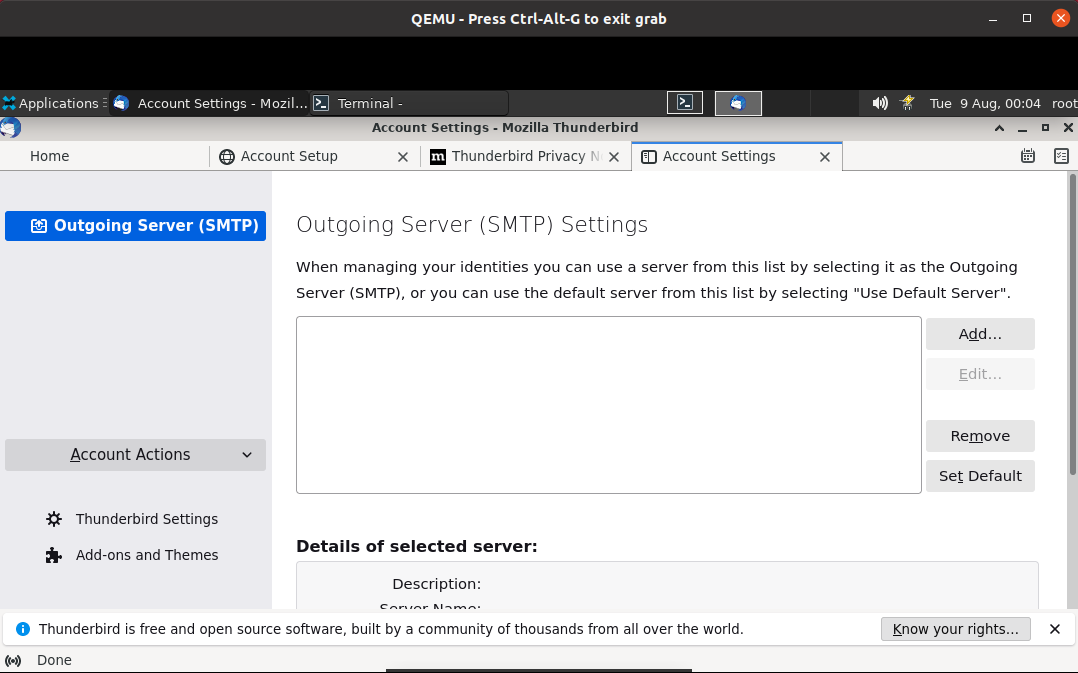 QEMU - Press Ctrl-Alt-G to exit grab
Applications
Account Settings - Mozil...
Terminal -
Tue 9 Aug, 00:04 root
Account Settings - Mozilla Thunderbird
Home
Account Setup
Thunderbird Privacy N
Account Settings
Outgoing Server (SMTP)
Outgoing Server (SMTP) Settings
When managing your identities you can use a server from this list by selecting it as the Outgoing
Server (SMTP), or you can use the default server from this list by selecting "Use Default Server".
Add...
Edit...
Remove
Set Default
Account Actions
Thunderbird Settings
Add-ons and Themes
Details of selected server:
Description:
Server Name:
Thunderbird is free and open source software, built by a community of thousands from all over the world.
Know your rights...
Done